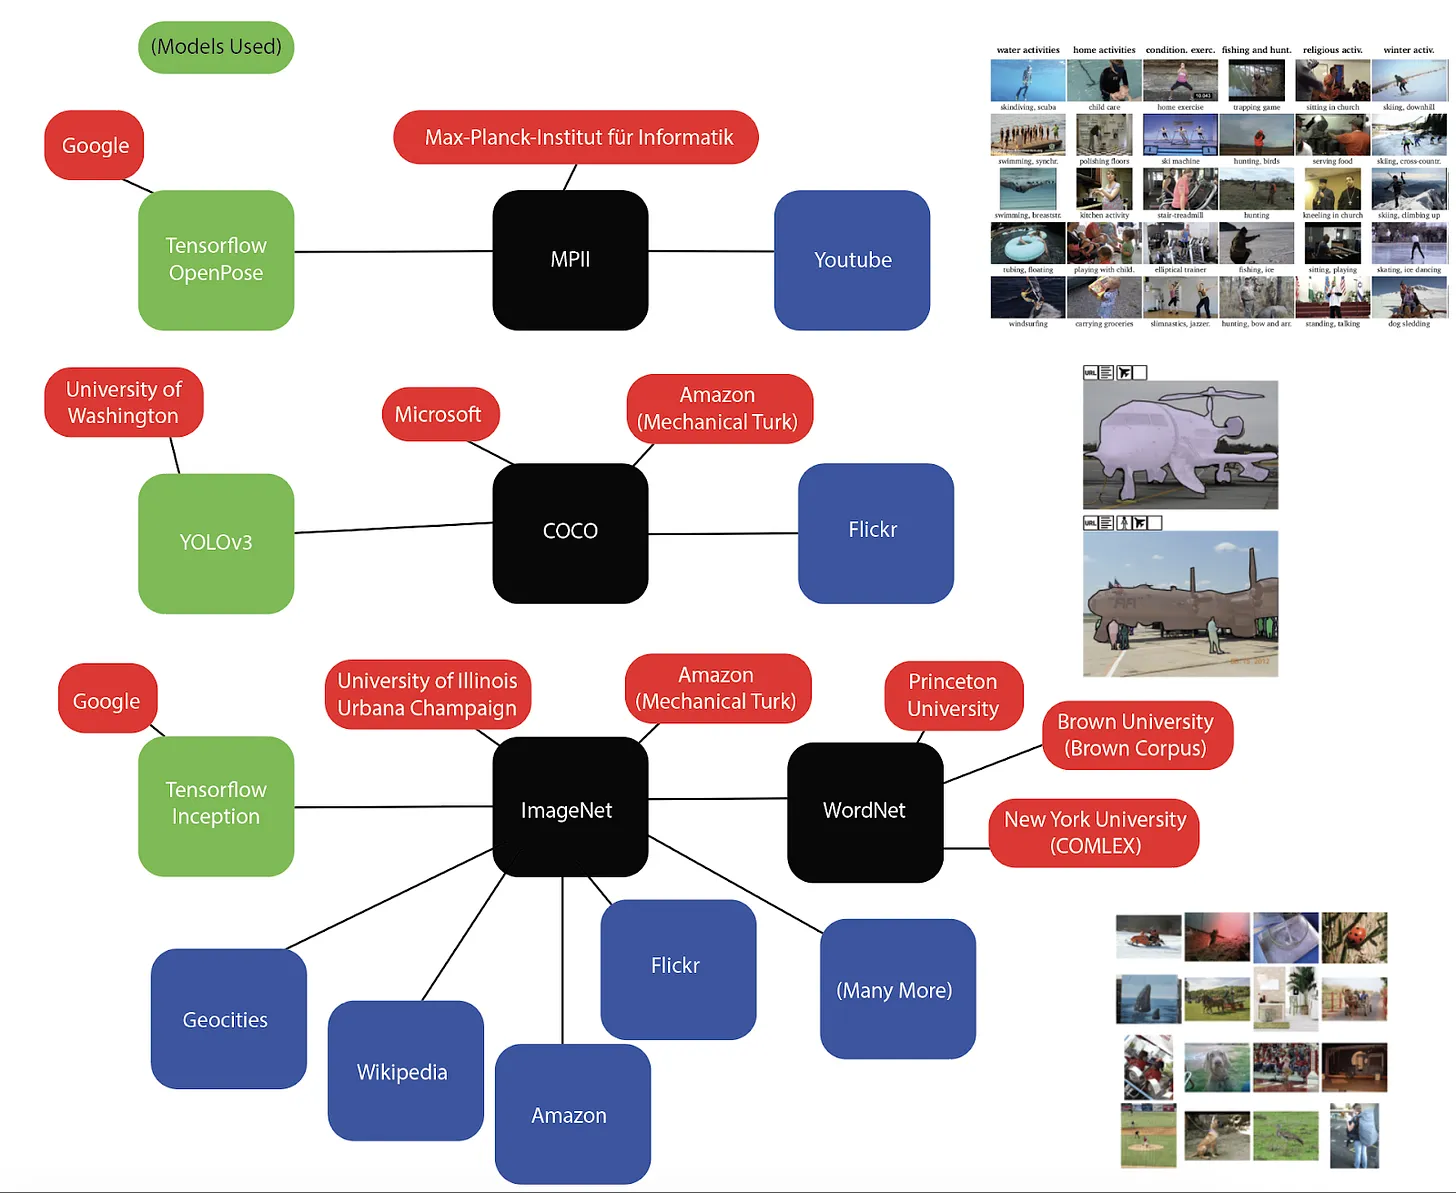 (Models Used)
Google
Max-Planck-Institut für Informatik
Tensorflow
OpenPose
MPII
Youtube
water activities
home activities
condition. exerc.
fishing and hunt.
religious activ.
winter activ.
skindiving, scuba
child care
home exercise
trapping game
sitting in church
skiing, downhill
swimming, synchr.
polishing floors
ski machine
hunting, birds
serving food
skiing, cross-countr.
swimming, breaststr.
kitchen activity
stair-treadmill
hunting
kneeling in church
skiing, climbing up
tubing, floating
playing with child.
elliptical trainer
fishing, ice
sitting, playing
skating, ice dancing
windsurfing
carrying groceries
slimnastics, jazzer.
hunting, bow and arr.
standing, talking
dog sledding
University of
Washington
Microsoft
Amazon
(Mechanical Turk)
YOLOv3
COCO
Flickr
URL
URL
Google
University of Illinois
Urbana Champaign
Amazon
(Mechanical Turk)
Princeton
University
Brown University
(Brown Corpus)
Tensorflow
Inception
ImageNet
WordNet
New York University
(COMLEX)
Geocities
Wikipedia
Amazon
Flickr
(Many More)